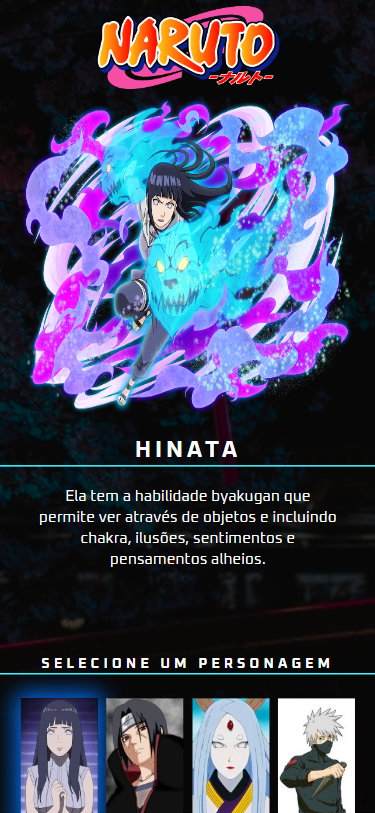 NARUTO
-ナルト-
HINATA
Ela tem a habilidade byakugan que
permite ver através de objetos e incluindo
chakra, ilusões, sentimentos e
pensamentos alheios.
SELECIONE UM PERSONAGEM